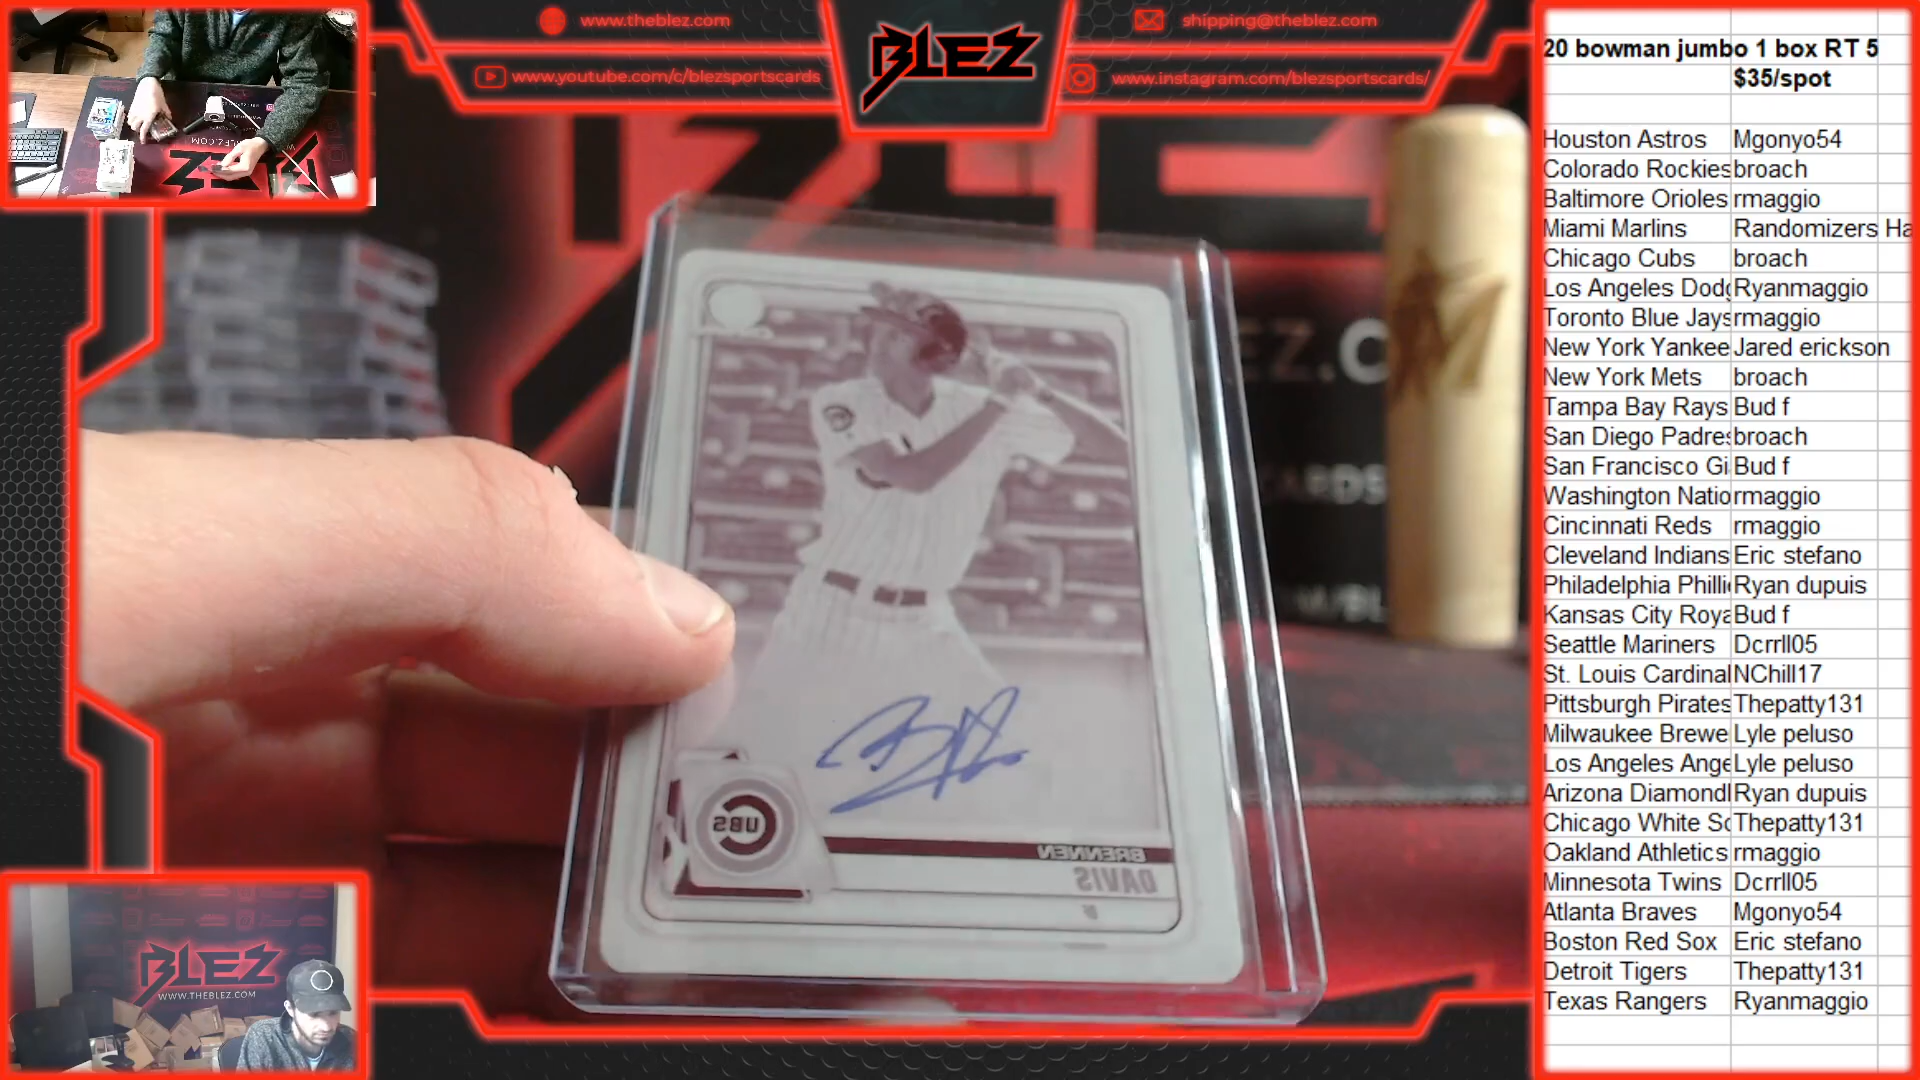 www.theblez.com
www.youtube.com/c/blezsportscards
BLEZ
shipping@theblez.com
www.instagram.com/blezsportscards/
20 bowman jumbo 1 box RT 5
$35/spot
Houston Astros Mgonyo54
Colorado Rockies broach
Baltimore Orioles rmaggio
Miami Marlins Randomizers Ha
Chicago Cubs broach
Los Angeles Dodg Ryanmaggio
Toronto Blue Jays rmaggio
New York Yankee Jared erickson
New York Mets broach
Tampa Bay Rays Bud f
San Diego Padres broach
San Francisco Gi Bud f
Washington Natio rmaggio
Cincinnati Reds rmaggio
Cleveland Indians Eric stefano
Philadelphia Philli Ryan dupuis
Kansas City Roya Bud f
Seattle Mariners Dcrrll05
St. Louis Cardinal NChill17
Pittsburgh Pirates Thepatty131
Milwaukee Brewe Lyle peluso
Los Angeles Ange Lyle peluso
Arizona Diamond Ryan dupuis
Chicago White So Thepatty131
Oakland Athletics rmaggio
Minnesota Twins Dcrrll05
Atlanta Braves Mgonyo54
Boston Red Sox Eric stefano
Detroit Tigers Thepatty131
Texas Rangers Ryanmaggio
CUBS
BRENNEN
DAVIS
BLEZ
WWW.THEBLEZ.COM